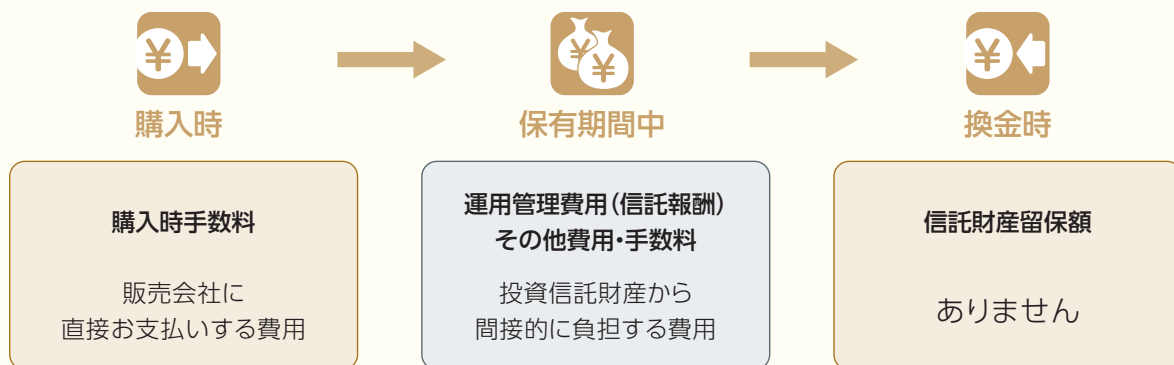 ¥
購入時
購入時手数料
販売会社に
直接お支払いする費用
¥ ¥
保有期間中
運用管理費用（信託報酬）
その他費用・手数料
投資信託財産から
間接的に負担する費用
¥
換金時
信託財産留保額
ありません